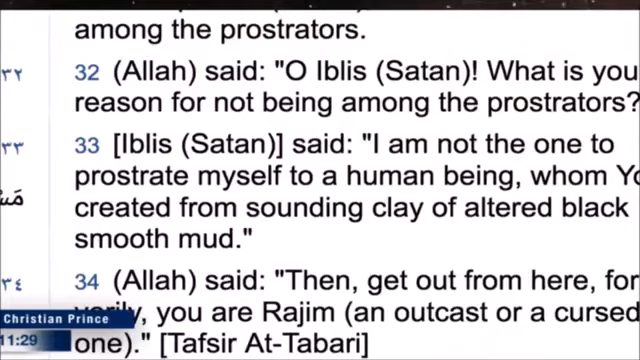 among the prostrators.
٣٢ 32 (Allah) said: "O Iblis (Satan)! What is you
reason for not being among the prostrators?
٣٣ 33 [Iblis (Satan)] said: "I am not the one to
prostrate myself to a human being, whom Yo
created from sounding clay of altered black
smooth mud."
٣٤ 34 (Allah) said: "Then, get out from here, for
verily, you are Rajim (an outcast or a cursed
one)." [Tafsir At-Tabari]
Christian Prince
11:29